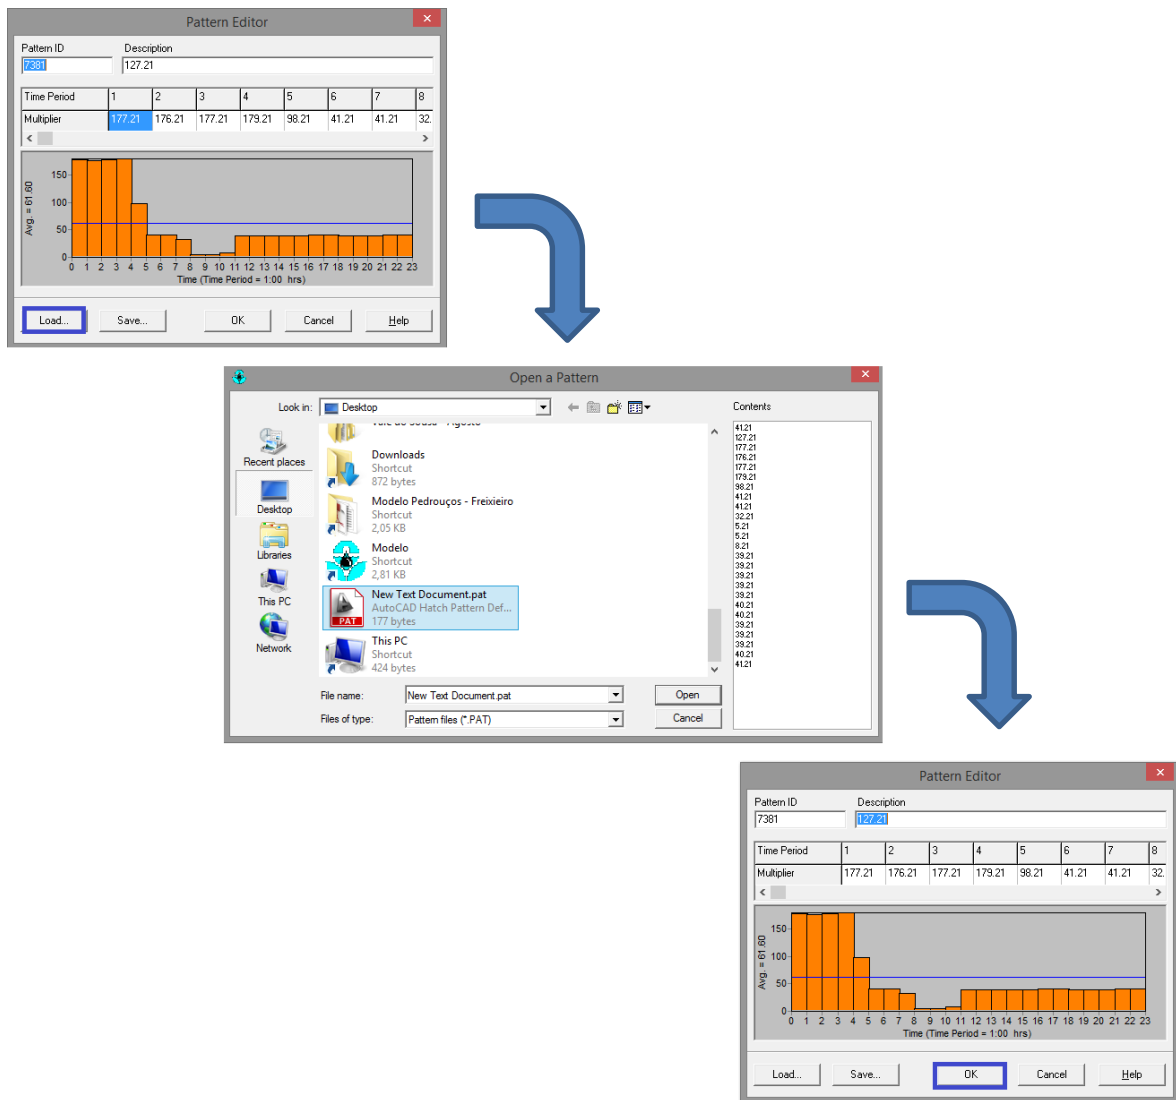 Pattern Editor
Pattern ID Description
7381 127.21
Time Period 1 2 3 4 5 6 7 8
Multiplier 177.21 176.21 177.21 179.21 98.21 41.21 41.21 32.
Avg. = 61.60
150
100
50
0
0 1 2 3 4 5 6 7 8 9 10 11 12 13 14 15 16 17 18 19 20 21 22 23
Time (Time Period = 1:00 hrs)
Load... Save... OK Cancel Help
Open a Pattern
Look in: Desktop
Recent places
Desktop
Libraries
This PC
Network
Vale do Sousa - Agosto
Downloads
Shortcut
872 bytes
Modelo Pedrouços - Freixieiro
Shortcut
2,05 KB
Modelo
Shortcut
2,81 KB
New Text Document.pat
AutoCAD Hatch Pattern Def...
177 bytes
PAT
This PC
Shortcut
424 bytes
File name: New Text Document.pat Open
Files of type: Pattern files (*.PAT) Cancel
Contents
41.21
127.21
177.21
176.21
177.21
179.21
98.21
41.21
41.21
32.21
5.21
5.21
8.21
39.21
39.21
39.21
39.21
39.21
40.21
40.21
39.21
39.21
39.21
40.21
41.21
Pattern Editor
Pattern ID Description
7381 127.21
Time Period 1 2 3 4 5 6 7 8
Multiplier 177.21 176.21 177.21 179.21 98.21 41.21 41.21 32.
Avg. = 61.60
150
100
50
0
0 1 2 3 4 5 6 7 8 9 10 11 12 13 14 15 16 17 18 19 20 21 22 23
Time (Time Period = 1:00 hrs)
Load... Save... OK Cancel Help